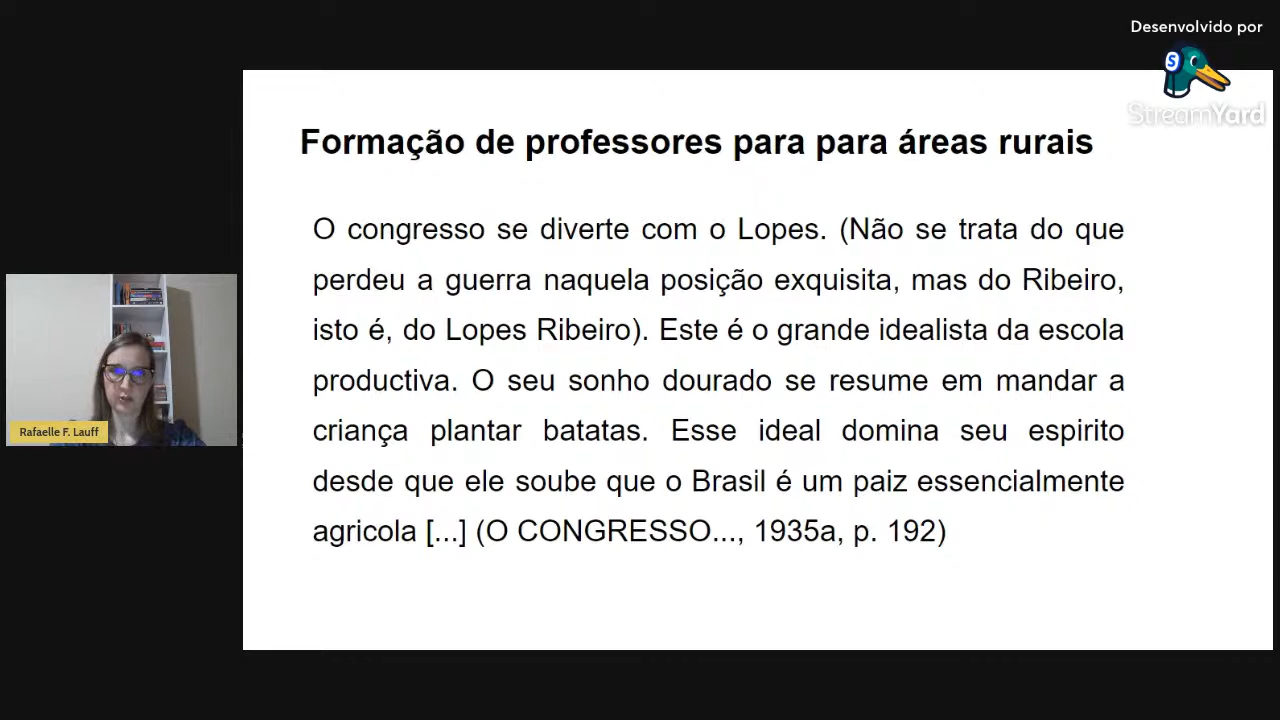 Desenvolvido por
StreamYard
Formação de professores para para áreas rurais
O congresso se diverte com o Lopes. (Não se trata do que
perdeu a guerra naquela posição exquisita, mas do Ribeiro,
isto é, do Lopes Ribeiro). Este é o grande idealista da escola
productiva. O seu sonho dourado se resume em mandar a
criança plantar batatas. Esse ideal domina seu espirito
desde que ele soube que o Brasil é um paiz essencialmente
agricola [...] (O CONGRESSO..., 1935a, p. 192)
Rafaelle F. Lauff